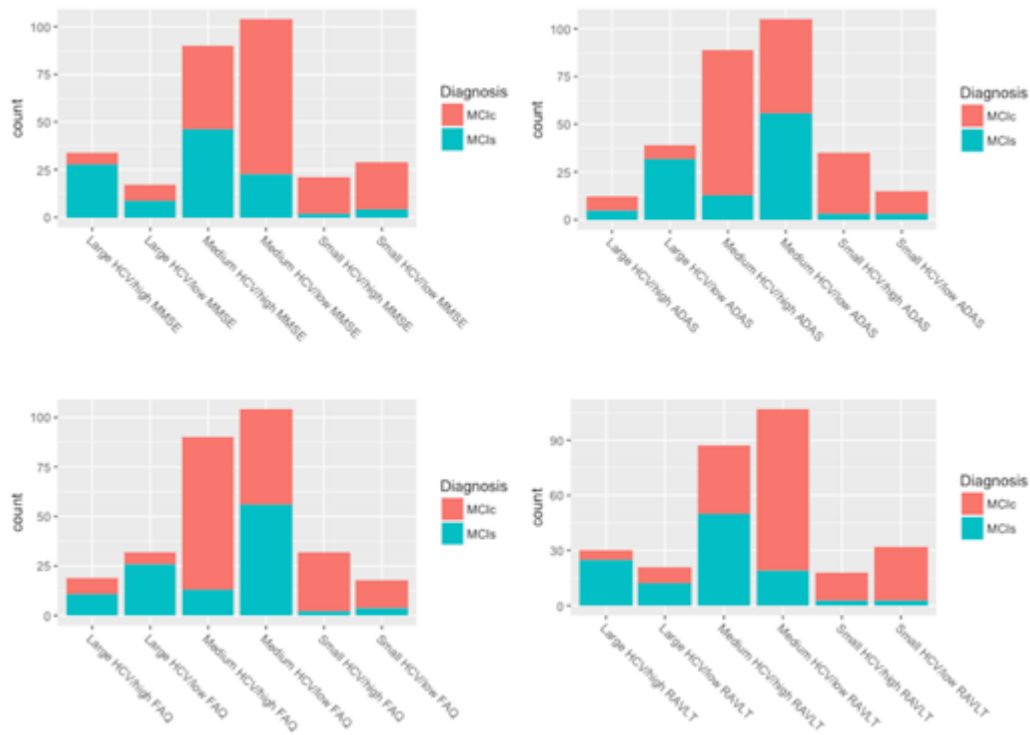 100
75
50
25
0
count
Large HCV/high MMSE
Large HCV/low MMSE
Medium HCV/high MMSE
Medium HCV/low MMSE
Small HCV/high MMSE
Small HCV/low MMSE
Diagnosis
MCIc
MCIs
100
75
50
25
0
count
Large HCV/high ADAS
Large HCV/low ADAS
Medium HCV/high ADAS
Medium HCV/low ADAS
Small HCV/high ADAS
Small HCV/low ADAS
Diagnosis
MCIc
MCIs
100
75
50
25
0
count
Large HCV/high FAQ
Large HCV/low FAQ
Medium HCV/high FAQ
Medium HCV/low FAQ
Small HCV/high FAQ
Small HCV/low FAQ
Diagnosis
MCIc
MCIs
90
60
30
0
count
Large HCV/high RAVLT
Large HCV/low RAVLT
Medium HCV/high RAVLT
Medium HCV/low RAVLT
Small HCV/high RAVLT
Small HCV/low RAVLT
Diagnosis
MCIc
MCIs